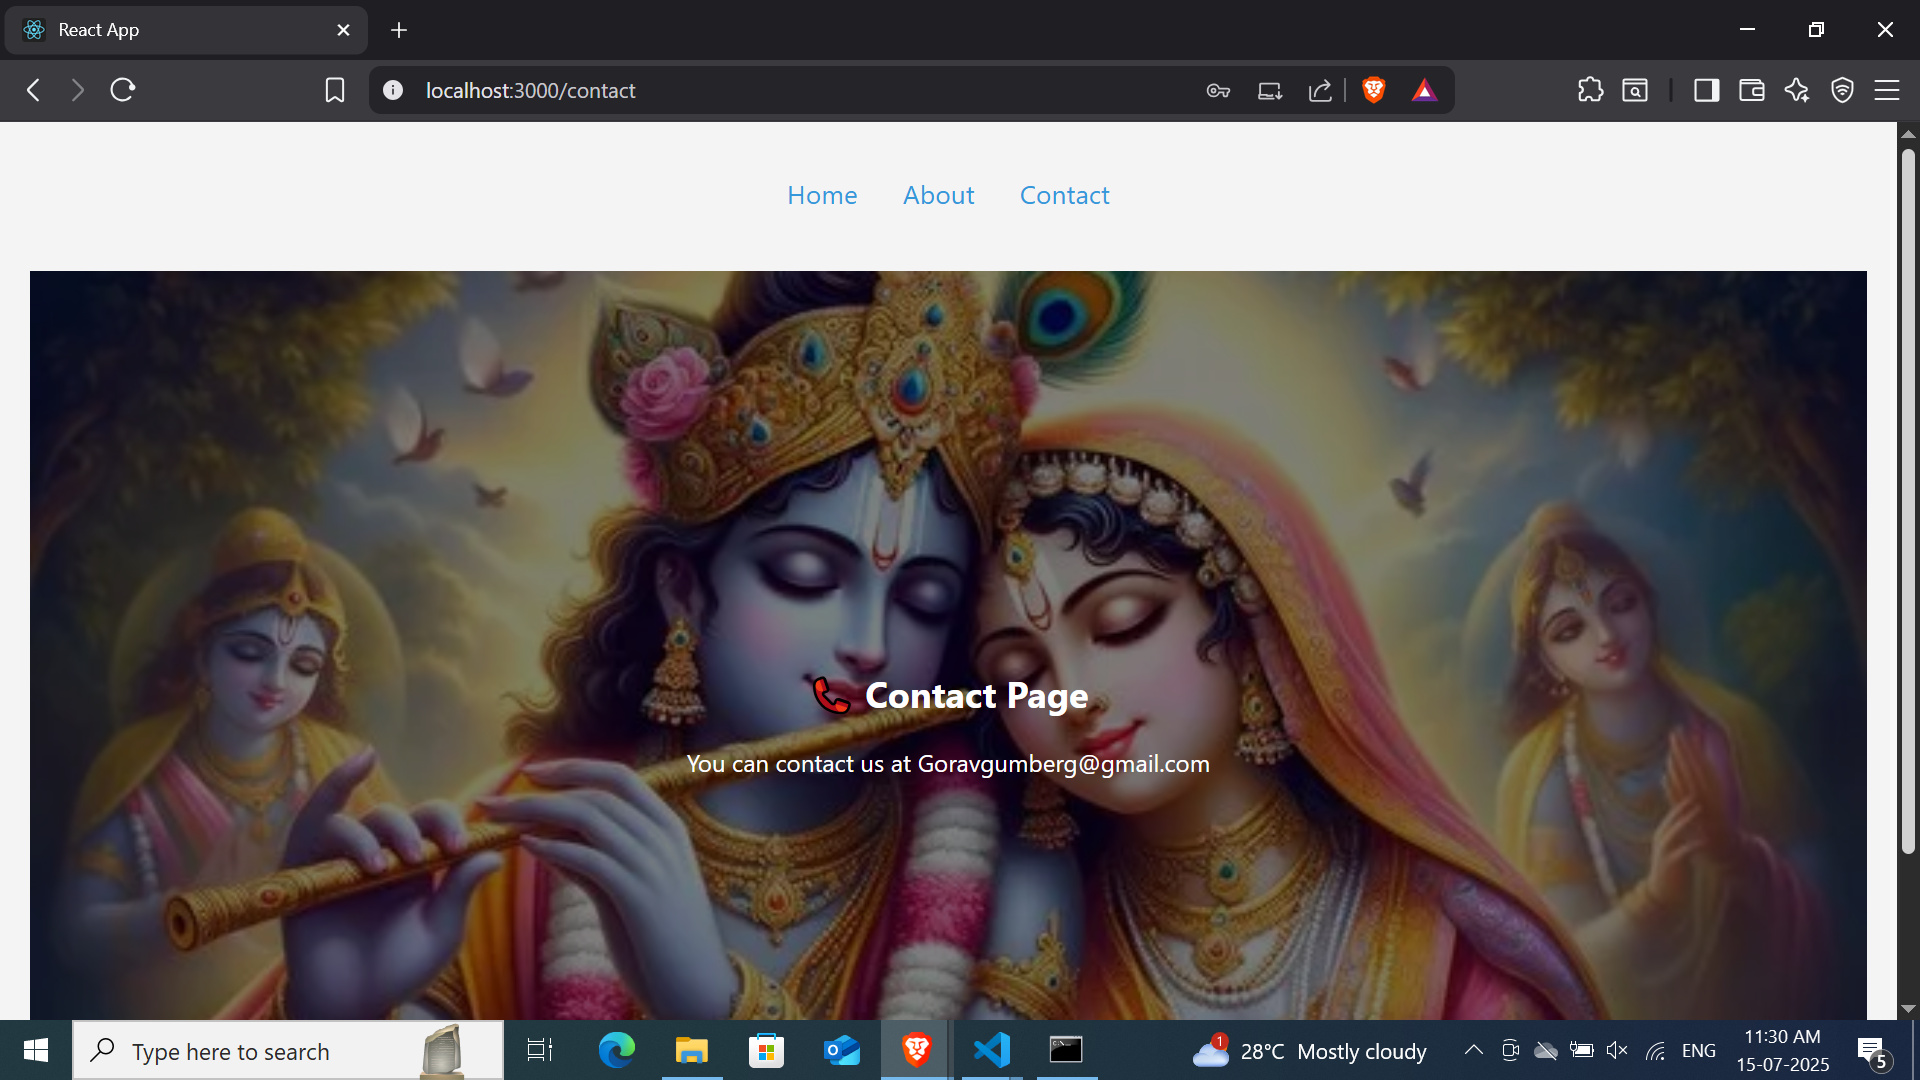 React App
localhost:3000/contact
Home About Contact
📞 Contact Page
You can contact us at Goravgumberg@gmail.com
Type here to search
1
28°C Mostly cloudy
ENG
11:30 AM
15-07-2025
5